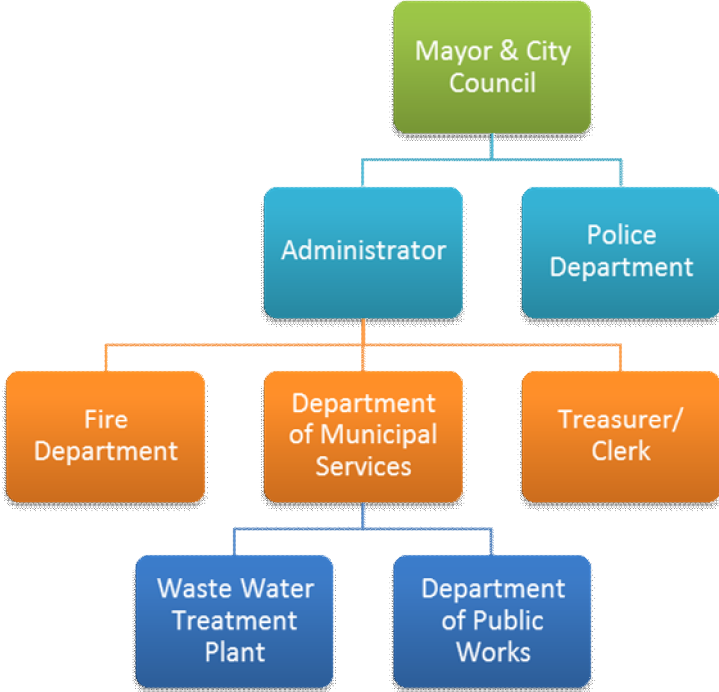 Mayor & City
Council
Administrator
Police
Department
Fire
Department
Department
of Municipal
Services
Treasurer/
Clerk
Waste Water
Treatment
Plant
Department
of Public
Works